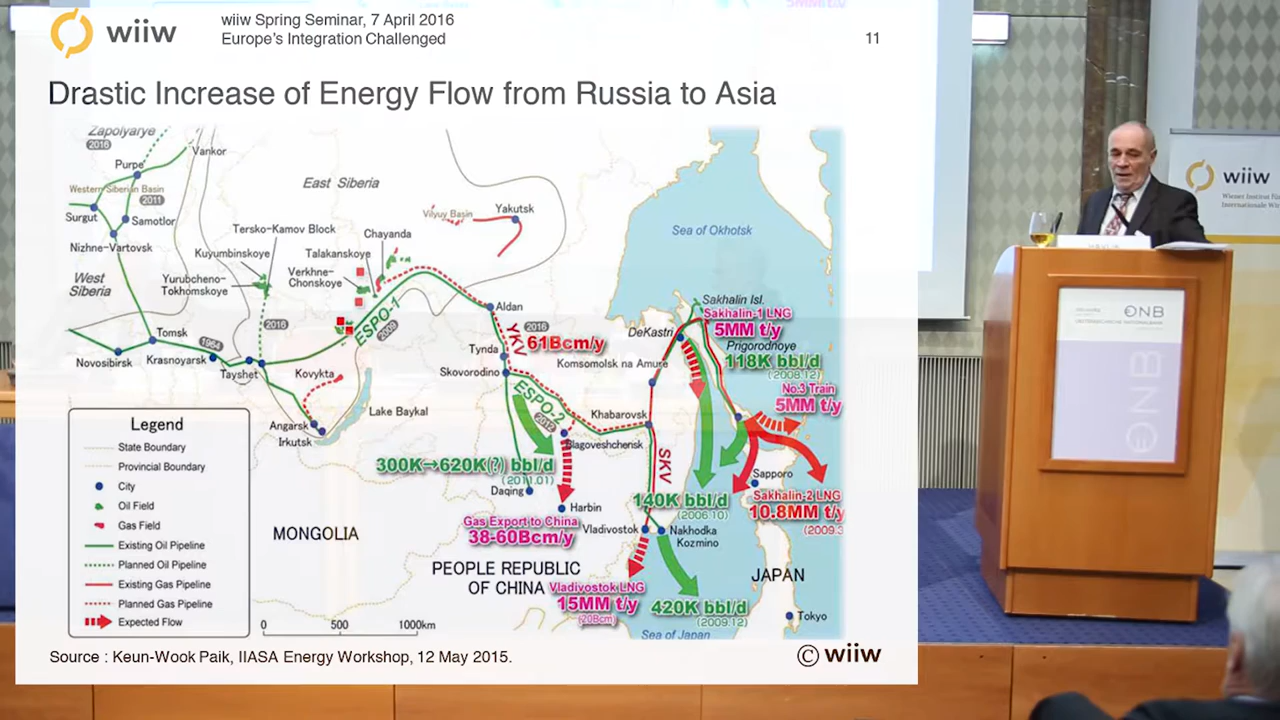 wiiw
wiiw Spring Seminar, 7 April 2016
Europe's Integration Challenged
11
Drastic Increase of Energy Flow from Russia to Asia
Zapolyarye
2016
Purpe
Vankor
Western Siberian Basin
2011
Surgut
Samotlor
Nizhne-Vartovsk
West
Siberia
East Siberia
Vilyuy Basin
Yakutsk
Tersko-Kamov Block
Chayanda
Kuyumbinskoye
Talakanskoye
Yurubcheno-
Tokhomskoye
Verkhne-
Chonskoye
ESPO-1
2009
2016
Tomsk
1964
Novosibirsk
Krasnoyarsk
Tayshet
Kovykta
Angarsk
Irkutsk
Lake Baykal
Aldan
YKV
2016
61Bcm/y
Tynda
Skovorodino
ESPO-2
2012
Sea of Okhotsk
Sakhalin Isl.
Sakhalin-1 LNG
5MM t/y
DeKastri
Prigorodnoye
118K bbl/d
(2008.12)
Komsomolsk na Amure
No.3 Train
5MM t/y
Khabarovsk
Blagoveshchensk
SKV
300K→620K(?) bbl/d
(2011.01)
Daqing
Harbin
Gas Export to China
38-60Bcm/y
140K bbl/d
(2006.10)
Sapporo
Sakhalin-2 LNG
10.8MM t/y
(2009.3
Vladivostok
Nakhodka
Kozmino
MONGOLIA
PEOPLE REPUBLIC
OF CHINA
Vladivostok LNG
15MM t/y
(20Bcm)
420K bbl/d
(2009.12)
JAPAN
Tokyo
Sea of Japan
Legend
State Boundary
Provincial Boundary
City
Oil Field
Gas Field
Existing Oil Pipeline
Planned Oil Pipeline
Existing Gas Pipeline
Planned Gas Pipeline
Expected Flow
0 500 1000km
Source : Keun-Wook Paik, IIASA Energy Workshop, 12 May 2015.
© wiiw
wiiw
Wiener Institut für
Internationale Wir
ONB
ONB